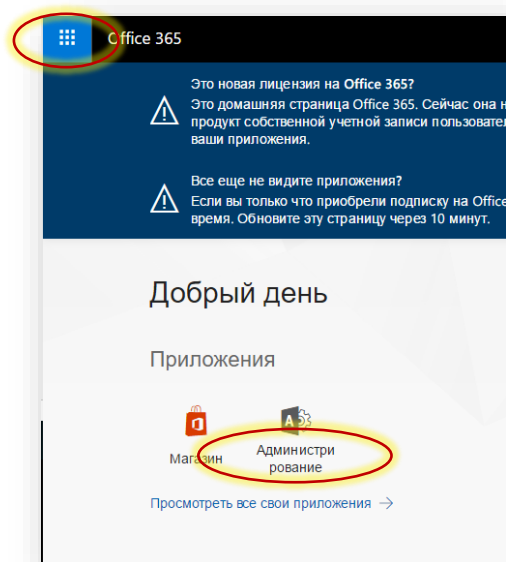 Office 365
Это новая лицензия на Office 365?
Это домашняя страница Office 365. Сейчас она
продукт собственной учетной записи
ваши приложения.
Все еще не видите приложения?
Если вы только что приобрели подписку на Office
время. Обновите эту страницу через 10 минут.
Добрый день
Приложения
Магазин
Администри
рование
Просмотреть все свои приложения →